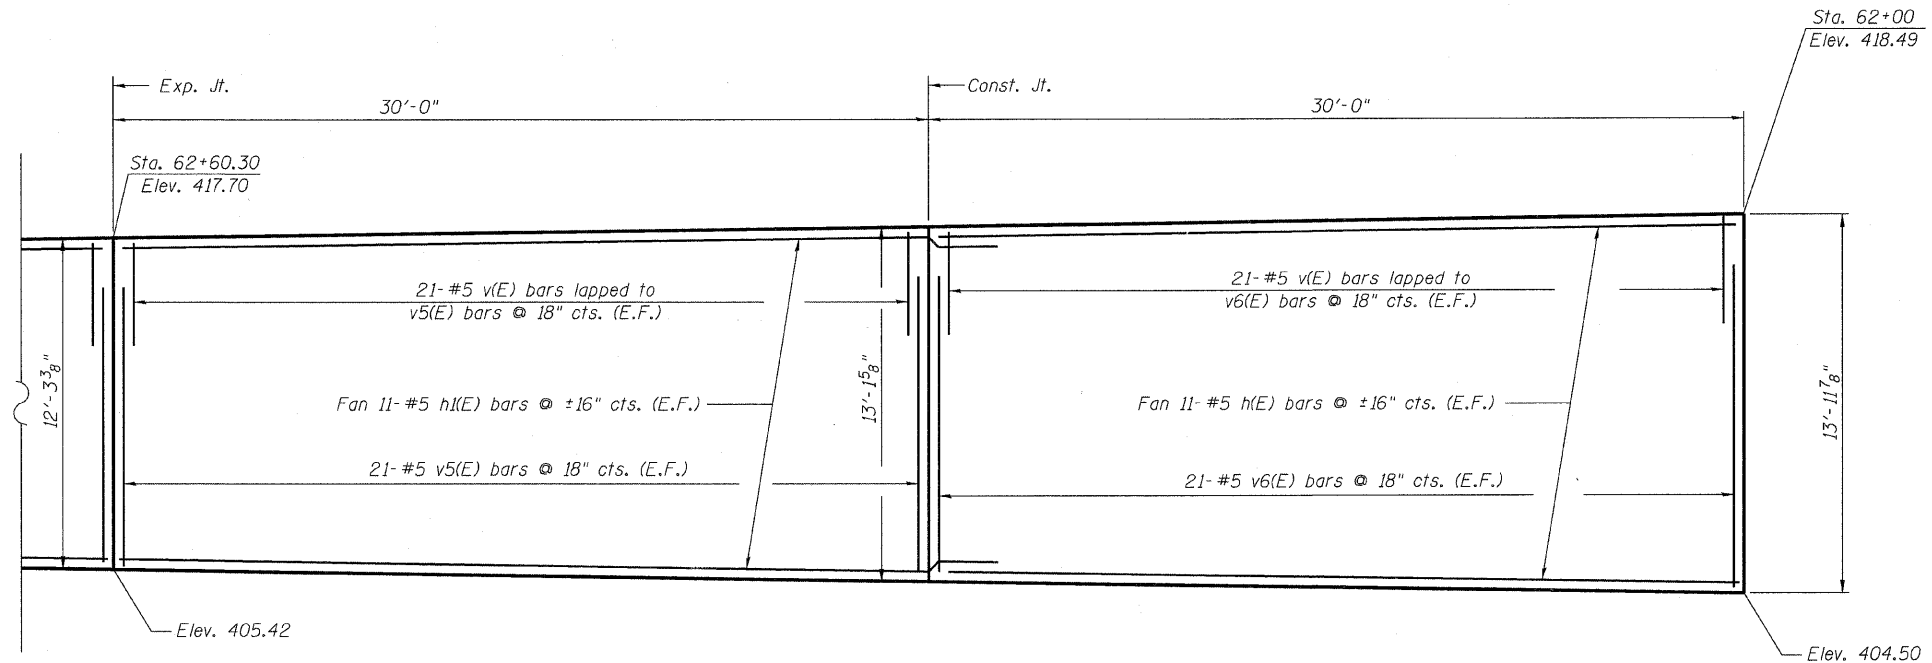 Sta. 62+00
Elev. 418.49
Exp. Jt.
Const. Jt.
30'-0"
30'-0"
Sta. 62+60.30
Elev. 417.70
21-#5 v(E) bars lapped to
v5(E) bars @ 18" cts. (E.F.)
21-#5 v(E) bars lapped to
v6(E) bars @ 18" cts. (E.F.)
12'-3 3/8"
13'-1 5/8"
13'-11 7/8"
Fan 11-#5 h1(E) bars @ ±16" cts. (E.F.)
Fan 11-#5 h(E) bars @ ±16" cts. (E.F.)
21-#5 v5(E) bars @ 18" cts. (E.F.)
21-#5 v6(E) bars @ 18" cts. (E.F.)
Elev. 405.42
Elev. 404.50